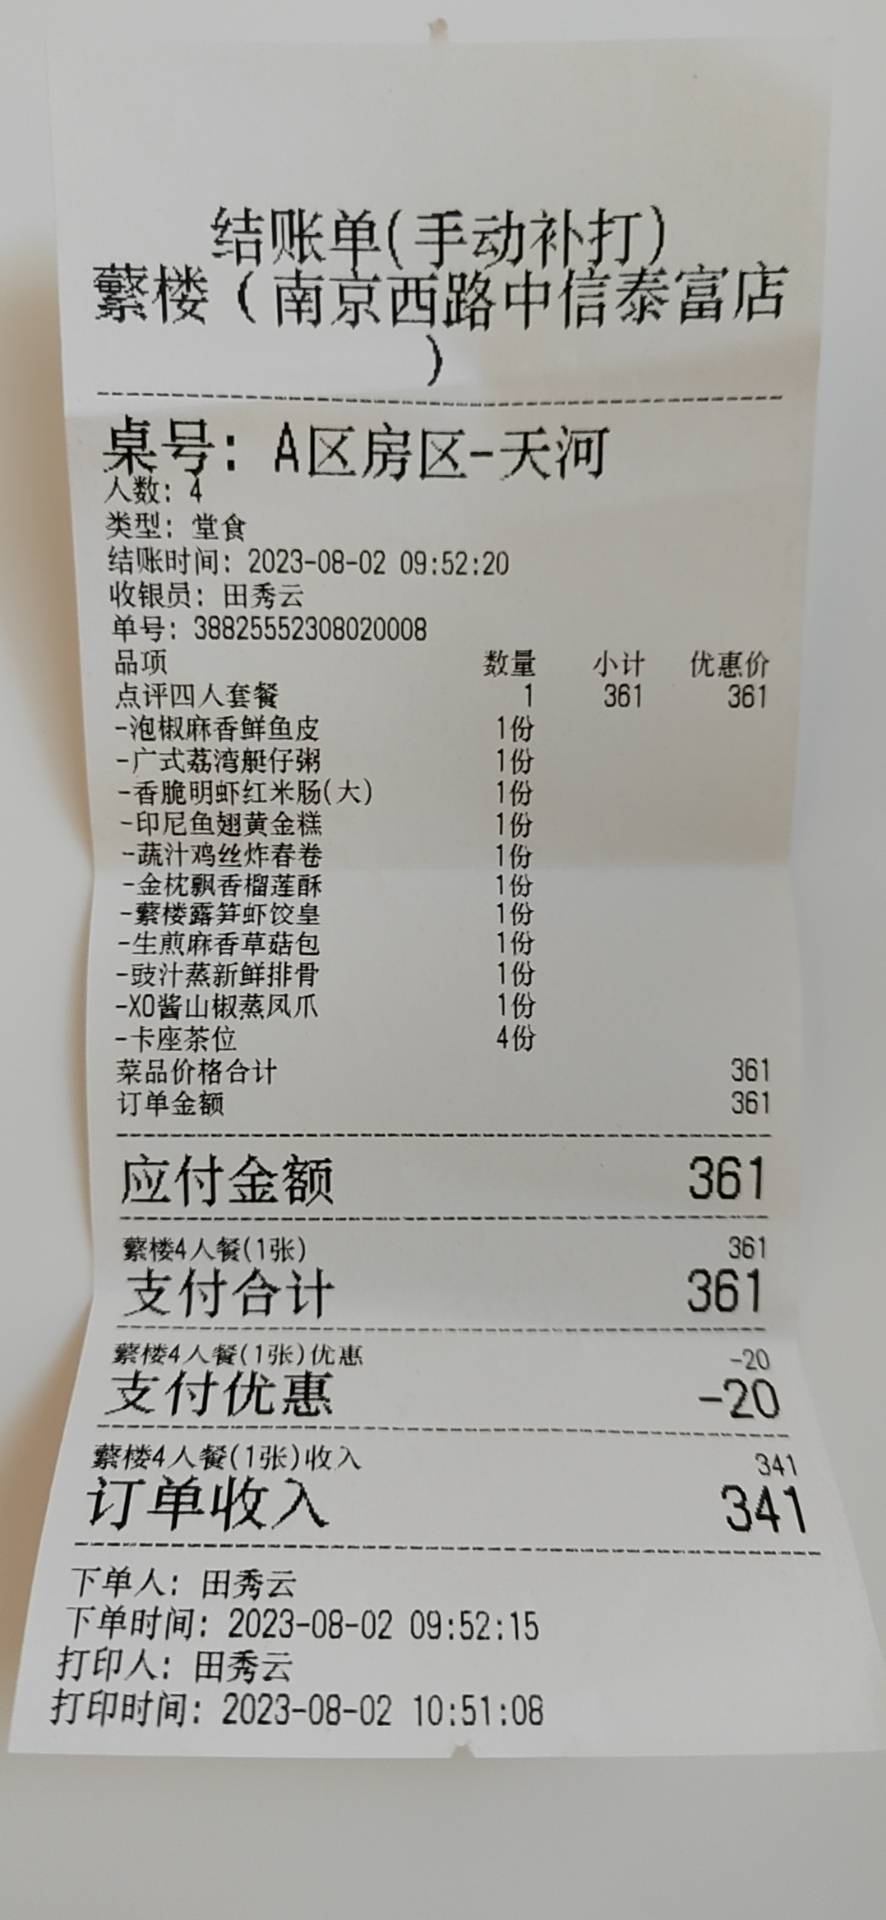 结账单(手动补打)
蘩楼（南京西路中信泰富店
）
桌号: A区房区-天河
人数: 4
类型: 堂食
结账时间: 2023-08-02 09:52:20
收银员: 田秀云
单号: 38825552308020008
品项 数量 小计 优惠价
点评四人套餐 1 361 361
-泡椒麻香鲜鱼皮 1份
-广式荔湾艇仔粥 1份
-香脆明虾红米肠(大) 1份
-印尼鱼翅黄金糕 1份
-蔬汁鸡丝炸春卷 1份
-金枕飘香榴莲酥 1份
-蘩楼露笋虾饺皇 1份
-生煎麻香草菇包 1份
-豉汁蒸新鲜排骨 1份
-XO酱山椒蒸凤爪 1份
-卡座茶位 4份
菜品价格合计 361
订单金额 361
应付金额 361
蘩楼4人餐(1张) 361
支付合计 361
蘩楼4人餐(1张)优惠 -20
支付优惠 -20
蘩楼4人餐(1张)收入 341
订单收入 341
下单人: 田秀云
下单时间: 2023-08-02 09:52:15
打印人: 田秀云
打印时间: 2023-08-02 10:51:08